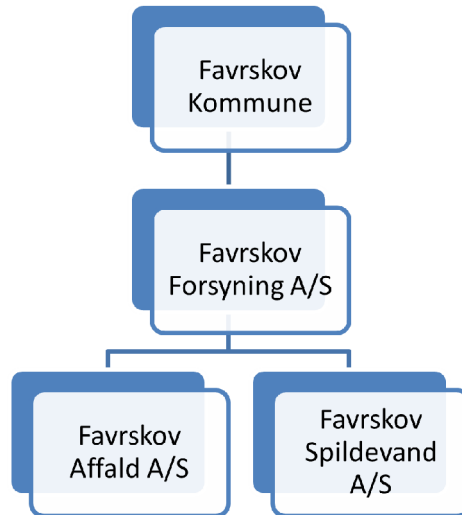 Favrskov
Kommune
Favrskov
Forsyning A/S
Favrskov
Affald A/S
Favrskov
Spildevand
A/S